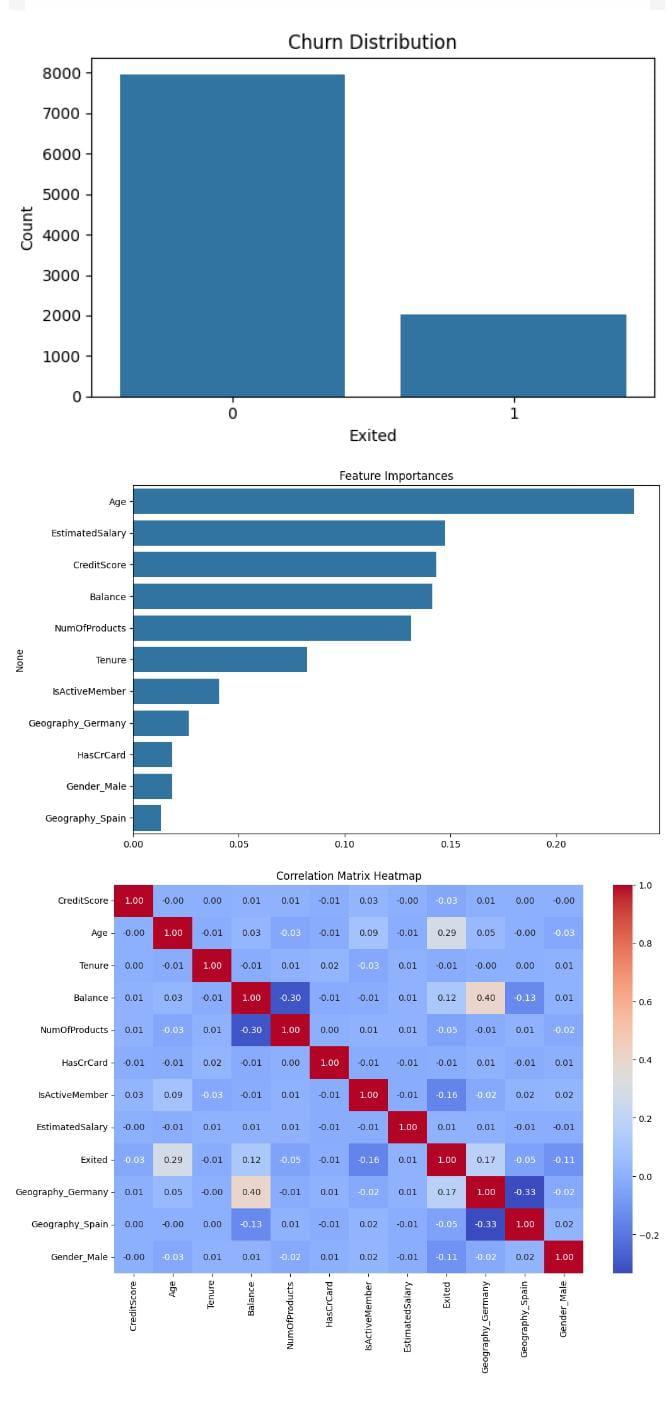 Churn Distribution
8000
7000
6000
5000
4000
3000
2000
1000
0
Count
0 1
Exited
Feature Importances
Age
EstimatedSalary
CreditScore
Balance
NumOfProducts
Tenure
IsActiveMember
Geography_Germany
HasCrCard
Gender_Male
Geography_Spain
None
0.00 0.05 0.10 0.15 0.20
Correlation Matrix Heatmap
CreditScore 1.00 -0.00 0.00 0.01 0.01 -0.01 0.03 -0.00 -0.03 0.01 0.00 -0.00
Age -0.00 1.00 -0.01 0.03 -0.03 -0.01 0.09 -0.01 0.29 0.05 -0.00 -0.03
Tenure 0.00 -0.01 1.00 -0.01 0.01 0.02 -0.03 0.01 -0.01 -0.00 0.00 0.01
Balance 0.01 0.03 -0.01 1.00 -0.30 -0.01 -0.01 0.01 0.12 0.40 -0.13 0.01
NumOfProducts 0.01 -0.03 0.01 -0.30 1.00 0.00 0.01 0.01 -0.05 -0.01 0.01 -0.02
HasCrCard -0.01 -0.01 0.02 -0.01 0.00 1.00 -0.01 -0.01 -0.01 0.01 -0.01 0.01
IsActiveMember 0.03 0.09 -0.03 -0.01 0.01 -0.01 1.00 -0.01 -0.16 -0.02 0.02 0.02
EstimatedSalary -0.00 -0.01 0.01 0.01 0.01 -0.01 -0.01 1.00 0.01 0.01 -0.01 -0.01
Exited -0.03 0.29 -0.01 0.12 -0.05 -0.01 -0.16 0.01 1.00 0.17 -0.05 -0.11
Geography_Germany 0.01 0.05 -0.00 0.40 -0.01 0.01 -0.02 0.01 0.17 1.00 -0.33 -0.02
Geography_Spain 0.00 -0.00 0.00 -0.13 0.01 -0.01 0.02 -0.01 -0.05 -0.33 1.00 0.02
Gender_Male -0.00 -0.03 0.01 0.01 -0.02 0.01 0.02 -0.01 -0.11 -0.02 0.02 1.00
CreditScore
Age
Tenure
Balance
NumOfProducts
HasCrCard
IsActiveMember
EstimatedSalary
Exited
Geography_Germany
Geography_Spain
Gender_Male
1.0
0.8
0.6
0.4
0.2
0.0
−0.2